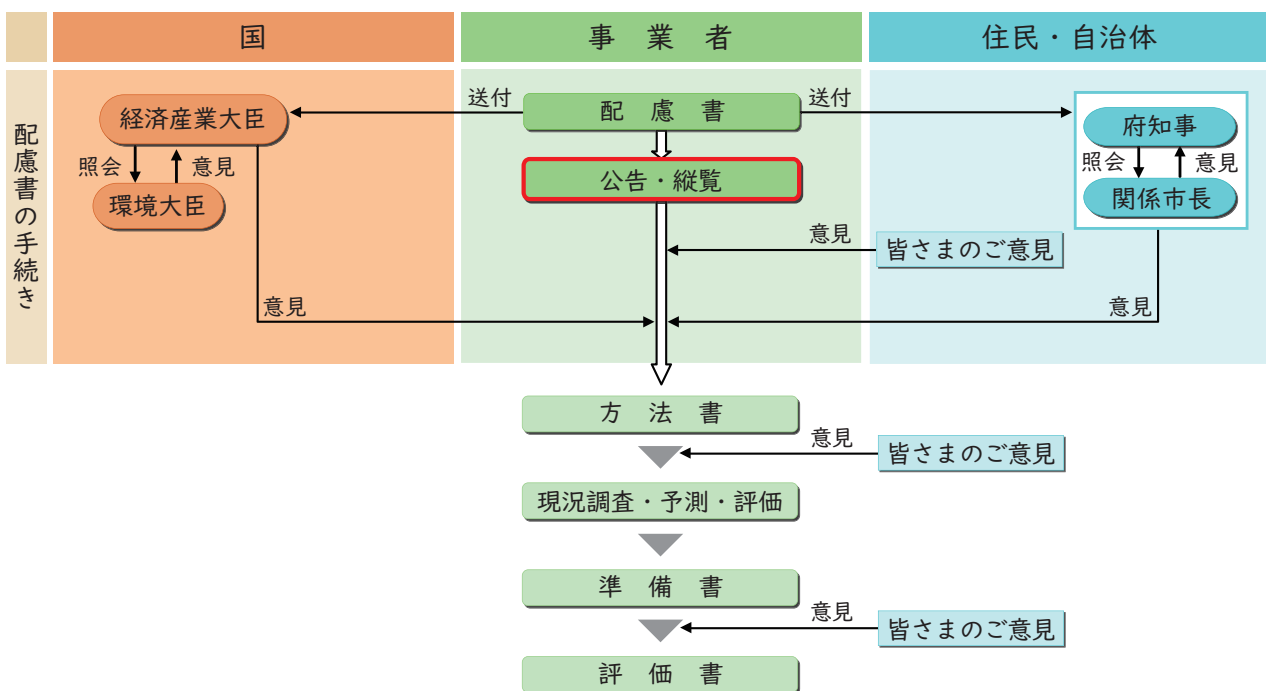 国
事業者
住民・自治体
配慮書の手続き
経済産業大臣
送付
配慮書
送付
府知事
照会
意見
照会
意見
公告・縦覧
環境大臣
関係市長
意見
皆さまのご意見
意見
意見
方法書
意見
皆さまのご意見
現況調査・予測・評価
準備書
意見
皆さまのご意見
評価書